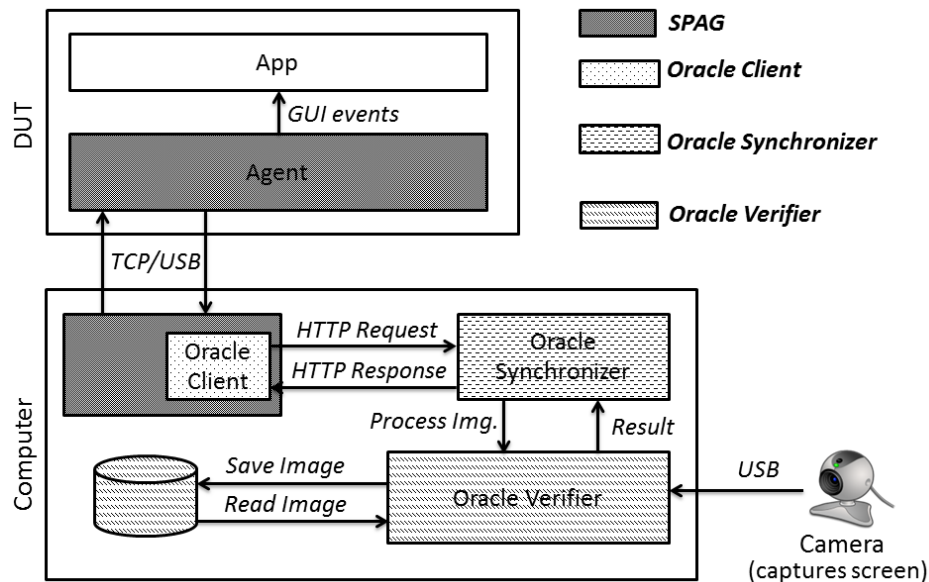 DUT
App
GUI events
Agent
SPAG
Oracle Client
Oracle Synchronizer
Oracle Verifier
TCP/USB
Computer
Oracle
Client
HTTP Request
HTTP Response
Oracle
Synchronizer
Process Img.
Result
Save Image
Read Image
Oracle Verifier
USB
Camera
(captures screen)